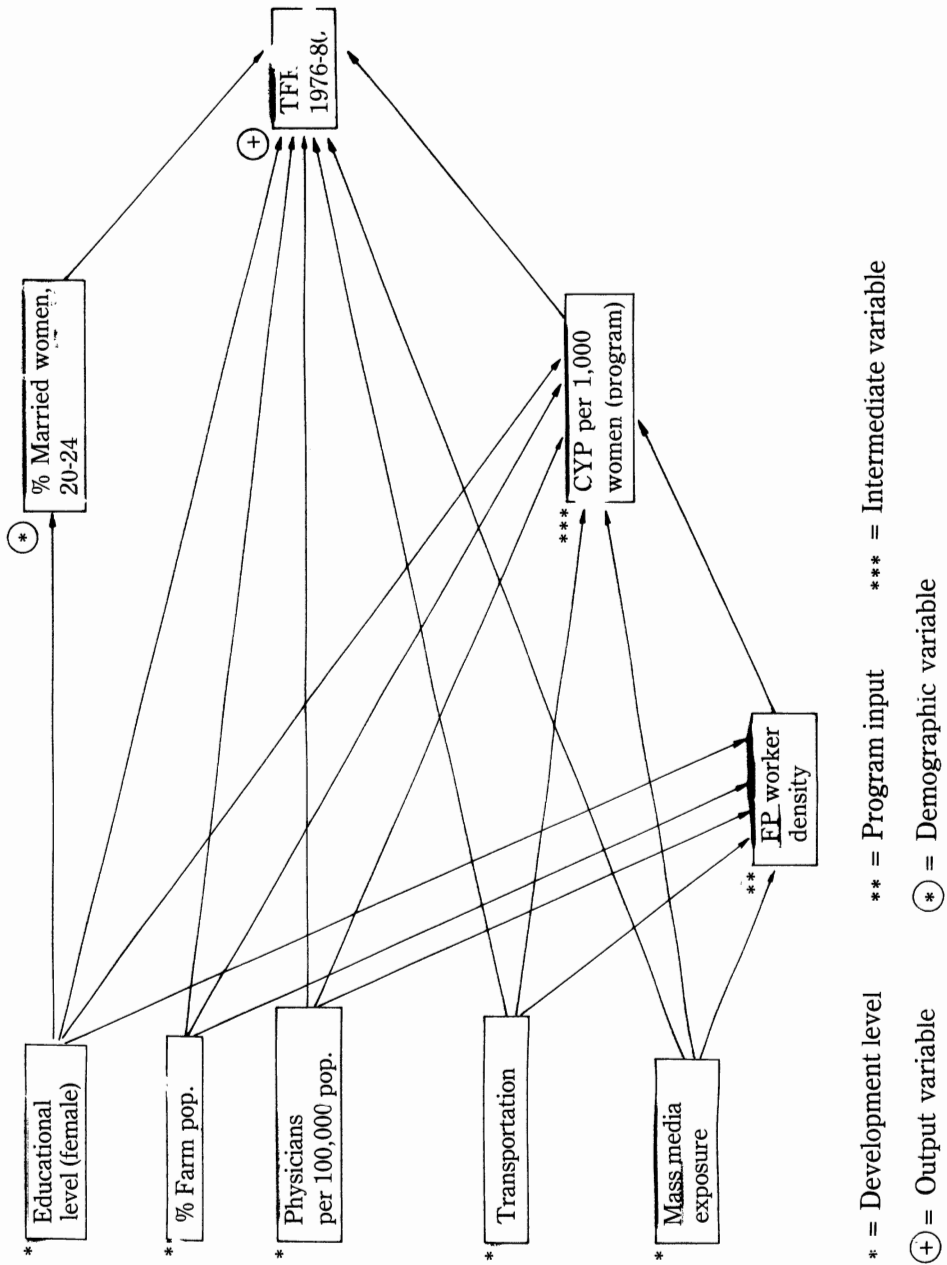 *
Educational
level (female)
*
% Farm pop.
*
Physicians
per 100,000 pop.
*
Transportation
*
Mass media
exposure
*
% Married women,
20-24
**
FP worker
density
***
CYP per 1,000
women (program)
+
1976-80
* = Development level
** = Program input
*** = Intermediate variable
+ = Output variable
* = Demographic variable